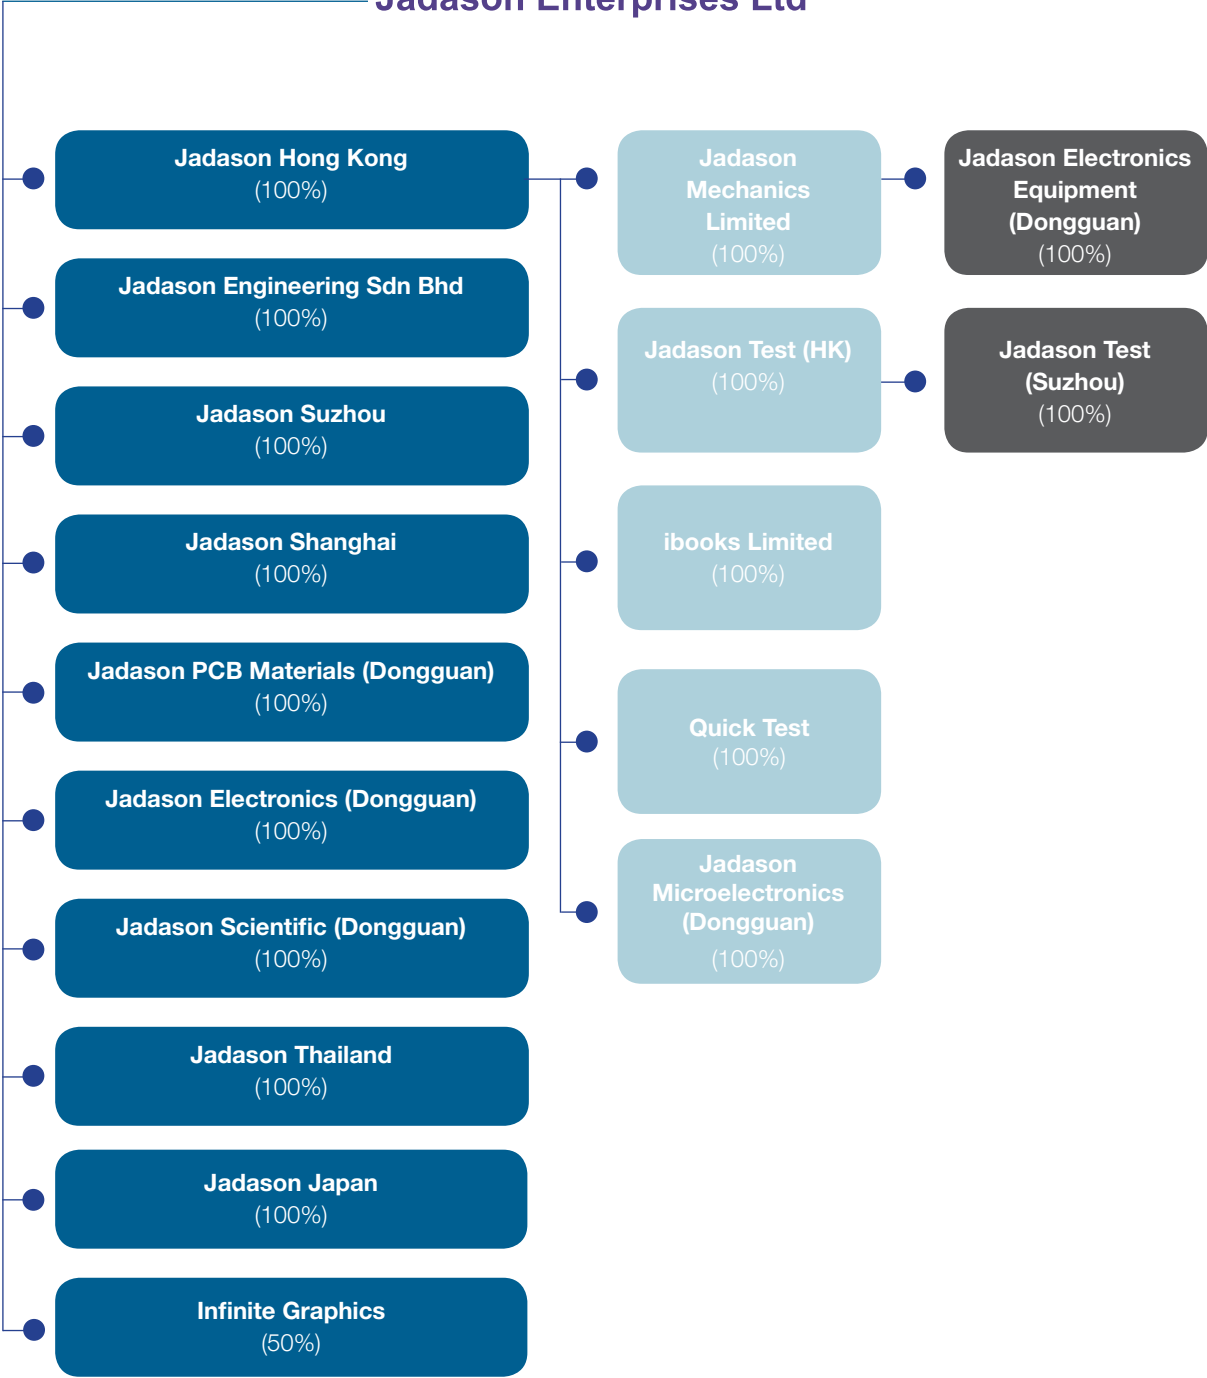 Jadason Enterprises Ltd
Jadason Hong Kong
(100%)
Jadason Engineering Sdn Bhd
(100%)
Jadason Suzhou
(100%)
Jadason Shanghai
(100%)
Jadason PCB Materials (Dongguan)
(100%)
Jadason Electronics (Dongguan)
(100%)
Jadason Scientific (Dongguan)
(100%)
Jadason Thailand
(100%)
Jadason Japan
(100%)
Infinite Graphics
(50%)
Jadason
Mechanics
Limited
(100%)
Jadason Test (HK)
(100%)
ibooks Limited
(100%)
Quick Test
(100%)
Jadason
Microelectronics
(Dongguan)
(100%)
Jadason Electronics
Equipment
(Dongguan)
(100%)
Jadason Test
(Suzhou)
(100%)